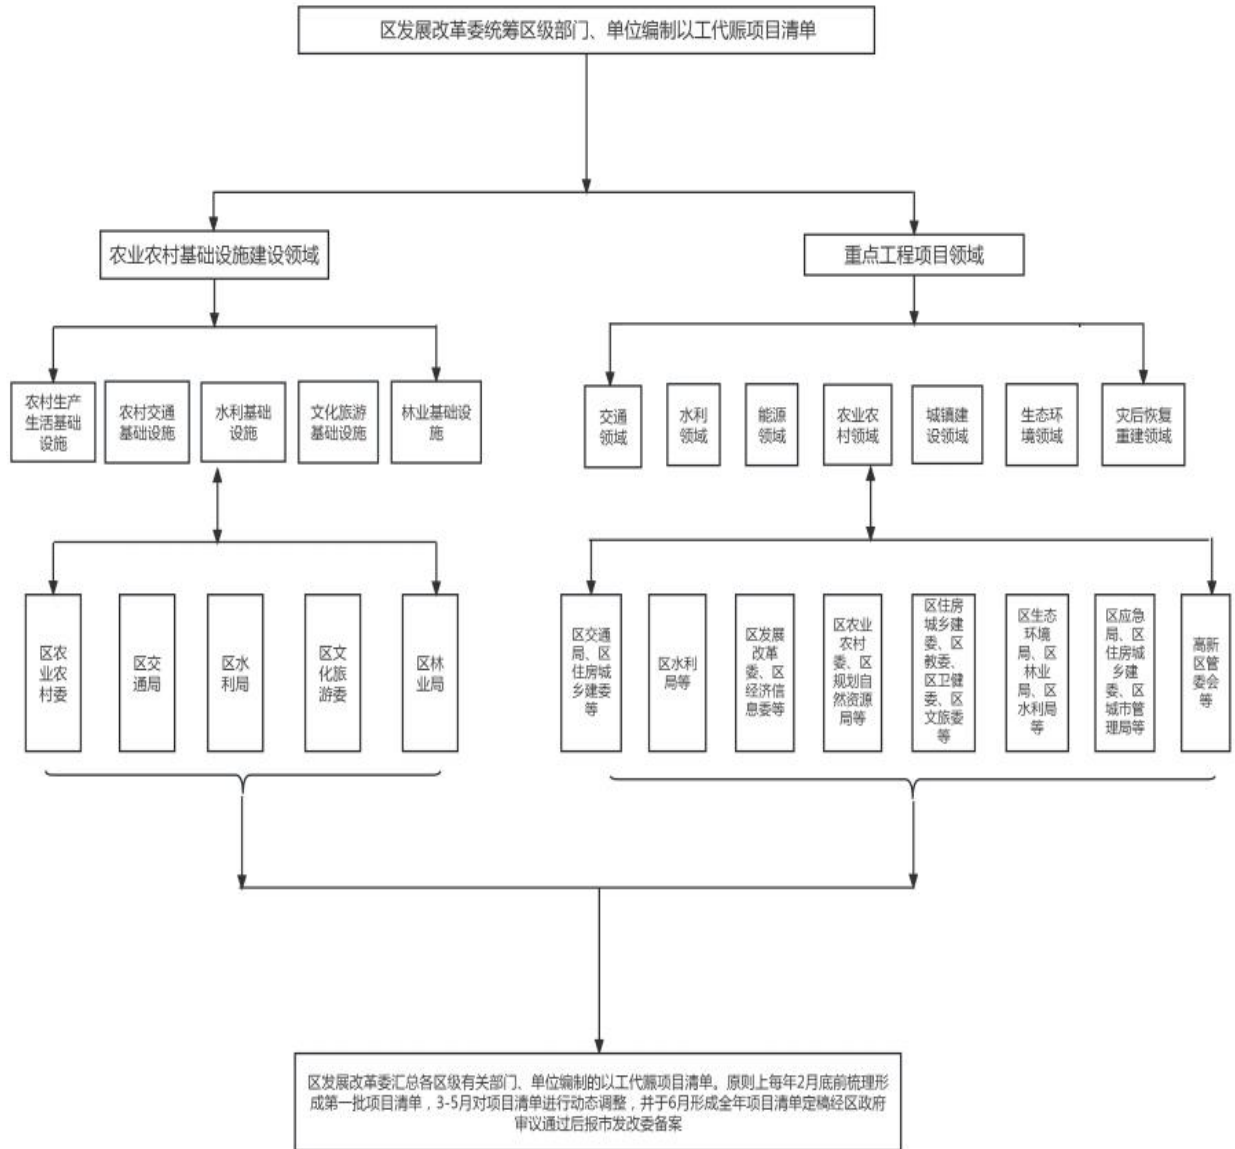 区发展改革委统筹区级部门、单位编制以工代赈项目清单
农业农村基础设施建设领域
重点工程项目领域
农村生产
生活基础
设施
农村交通
基础设施
水利基础
设施
文化旅游
基础设施
林业基础设
施
交通
领域
水利
领域
能源
领域
农业农
村领域
城镇建
设领域
生态环
境领域
灾后恢复
重建领域
区农
业农
村委
区交
通局
区水
利局
区文
化旅
游委
区林
业局
区交通
局、区
住房城
乡建委
等
区水利
局等
区发展
改革
委、区
经济信
息委等
区农业
农村
委、区
规划自
然资源
局等
区住房
城乡建
委、区
教委、
区卫健
委、区
文旅委
等
区生态
环境
局、区
林业
局、区
水利局
等
区应急
局、区
住房城
乡建
委、区
城市管
理局等
高新
区管
委会
等
区发展改革委汇总各区级有关部门、单位编制的以工代赈项目清单。原则上每年2月底前梳理形
成第一批项目清单，3-5月对项目清单进行动态调整，并于6月形成全年项目清单定稿经区政府
审议通过后报市发改委备案